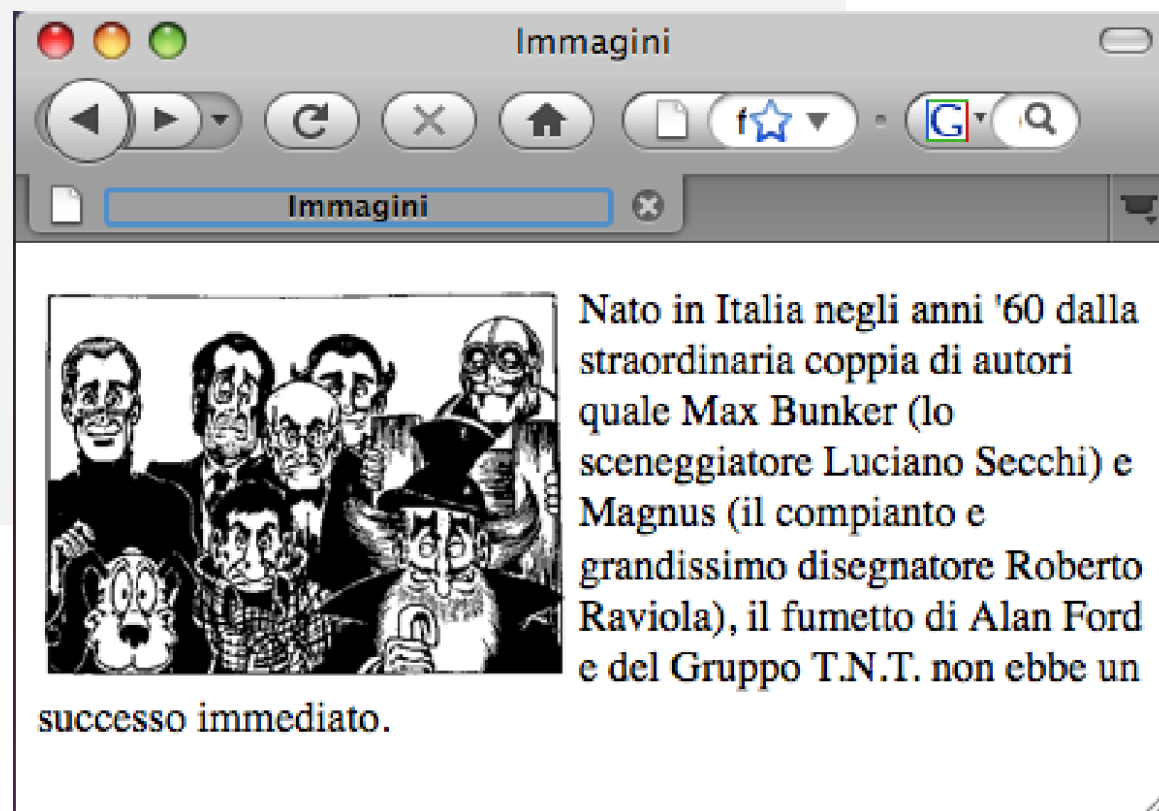 Immagini
f
G
Immagini
Nato in Italia negli anni '60 dalla
straordinaria coppia di autori
quale Max Bunker (lo
sceneggiatore Luciano Secchi) e
Magnus (il compianto e
grandissimo disegnatore Roberto
Raviola), il fumetto di Alan Ford
e del Gruppo T.N.T. non ebbe un
successo immediato.